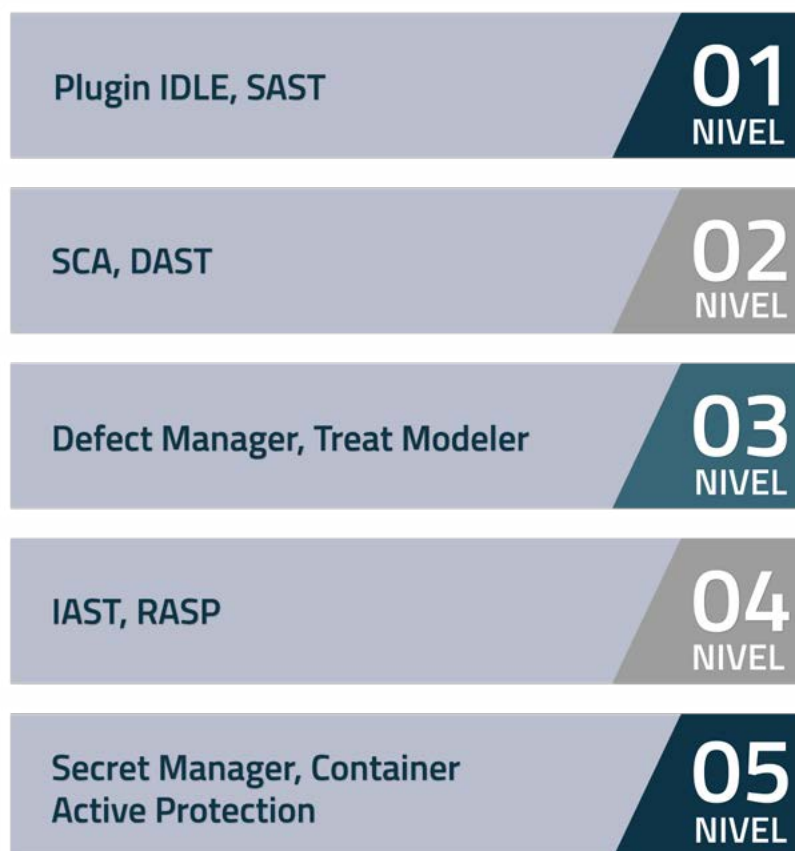 Plugin IDLE, SAST
01
NIVEL
SCA, DAST
02
NIVEL
Defect Manager, Treat Modeler
03
NIVEL
IAST, RASP
04
NIVEL
Secret Manager, Container
Active Protection
05
NIVEL